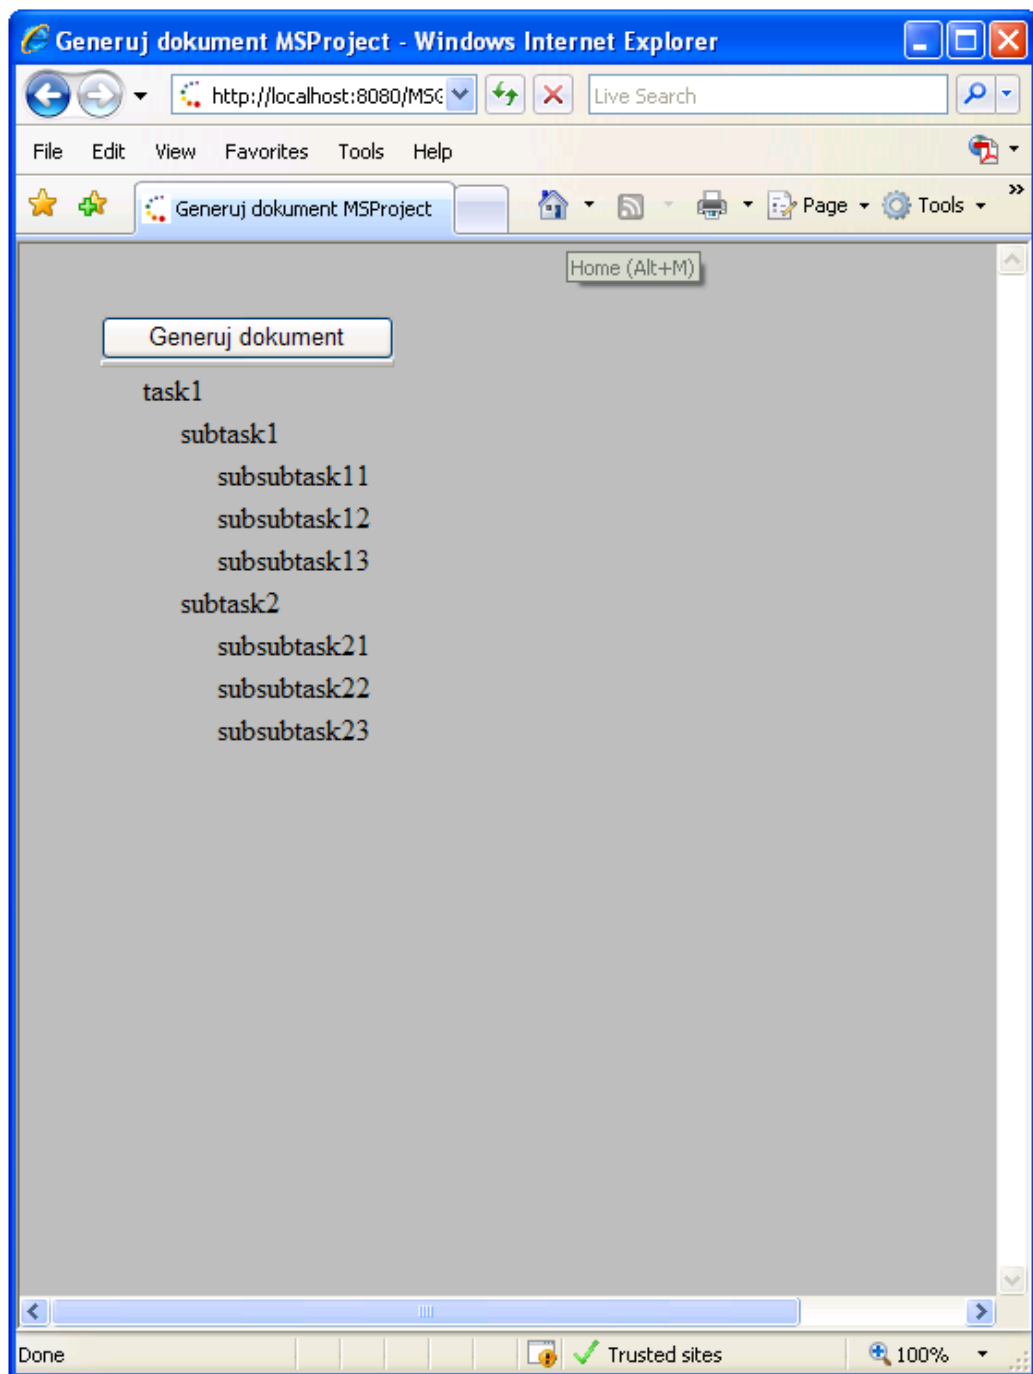 Generuj dokument MSProject - Windows Internet Explorer
http://localhost:8080/MSG
Live Search
File Edit View Favorites Tools Help
Generuj dokument MSProject
Page
Tools
Home (Alt+M)
Generuj dokument
task1
subtask1
subsubtask11
subsubtask12
subsubtask13
subtask2
subsubtask21
subsubtask22
subsubtask23
Done
Trusted sites
100%